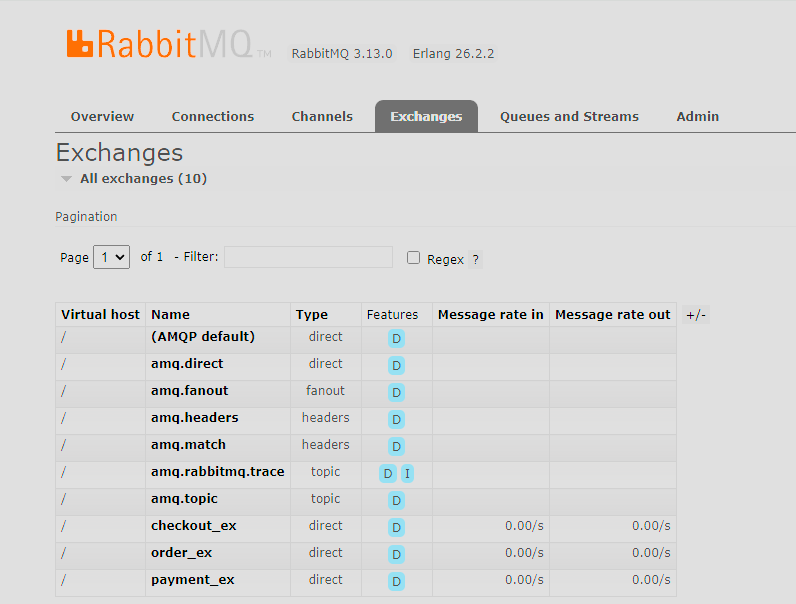 RabbitMQ TM RabbitMQ 3.13.0 Erlang 26.2.2
Overview Connections Channels Exchanges Queues and Streams Admin
Exchanges
All exchanges (10)
Pagination
Page 1 of 1 - Filter: Regex ?
Virtual host Name Type Features Message rate in Message rate out +/-
/ (AMQP default) direct D
/ amq.direct direct D
/ amq.fanout fanout D
/ amq.headers headers D
/ amq.match headers D
/ amq.rabbitmq.trace topic D I
/ amq.topic topic D
/ checkout_ex direct D 0.00/s 0.00/s
/ order_ex direct D 0.00/s 0.00/s
/ payment_ex direct D 0.00/s 0.00/s